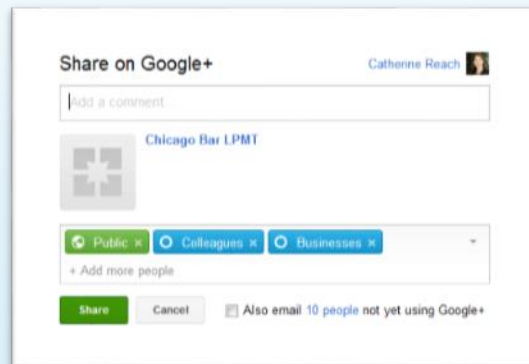 Share on Google+
Catherine Reach
Add a comment...
Chicago Bar LPMT
Public × Colleagues × Businesses ×
+ Add more people
Share Cancel Also email 10 people not yet using Google+